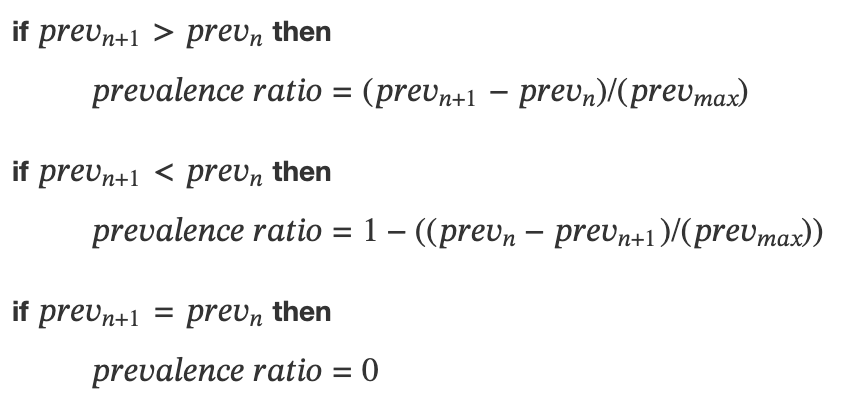 if prevₙ₊₁ > prevₙ then
prevalence ratio = (prevₙ₊₁ − prevₙ)/(prevₘₐₓ)
if prevₙ₊₁ < prevₙ then
prevalence ratio = 1 − ((prevₙ − prevₙ₊₁)/(prevₘₐₓ))
if prevₙ₊₁ = prevₙ then
prevalence ratio = 0